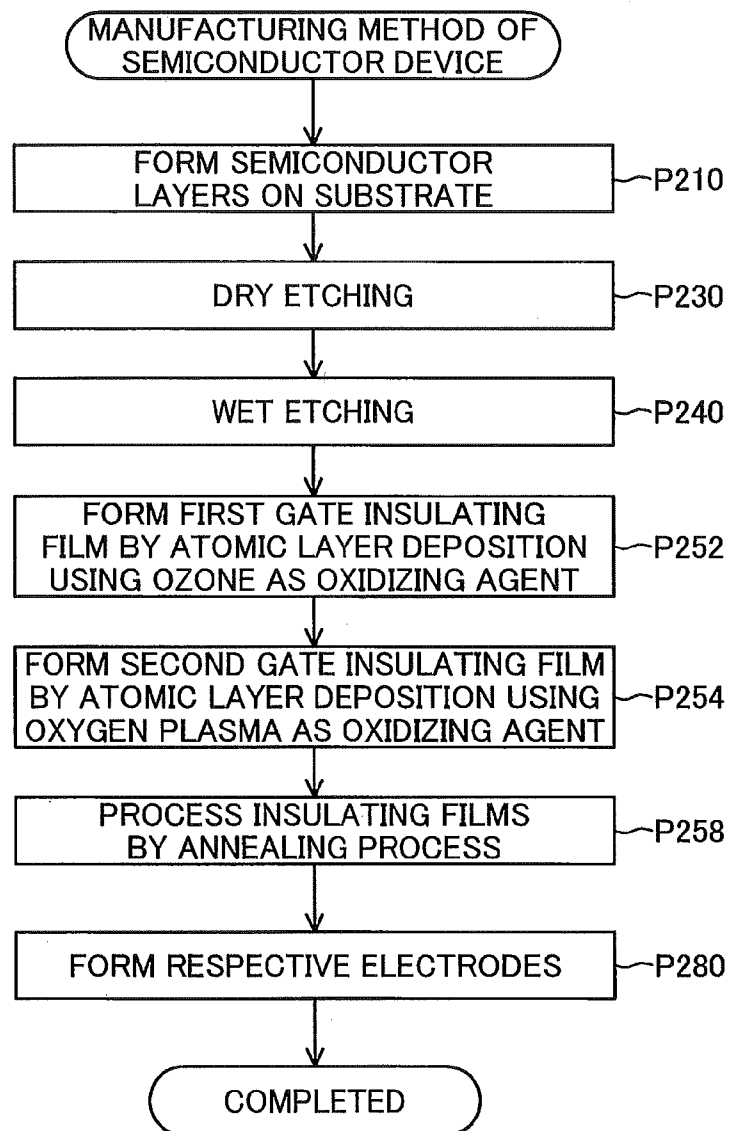 MANUFACTURING METHOD OF
SEMICONDUCTOR DEVICE
FORM SEMICONDUCTOR
LAYERS ON SUBSTRATE
P210
DRY ETCHING
P230
WET ETCHING
P240
FORM FIRST GATE INSULATING
FILM BY ATOMIC LAYER DEPOSITION
USING OZONE AS OXIDIZING AGENT
P252
FORM SECOND GATE INSULATING FILM
BY ATOMIC LAYER DEPOSITION USING
OXYGEN PLASMA AS OXIDIZING AGENT
P254
PROCESS INSULATING FILMS
BY ANNEALING PROCESS
P258
FORM RESPECTIVE ELECTRODES
P280
COMPLETED